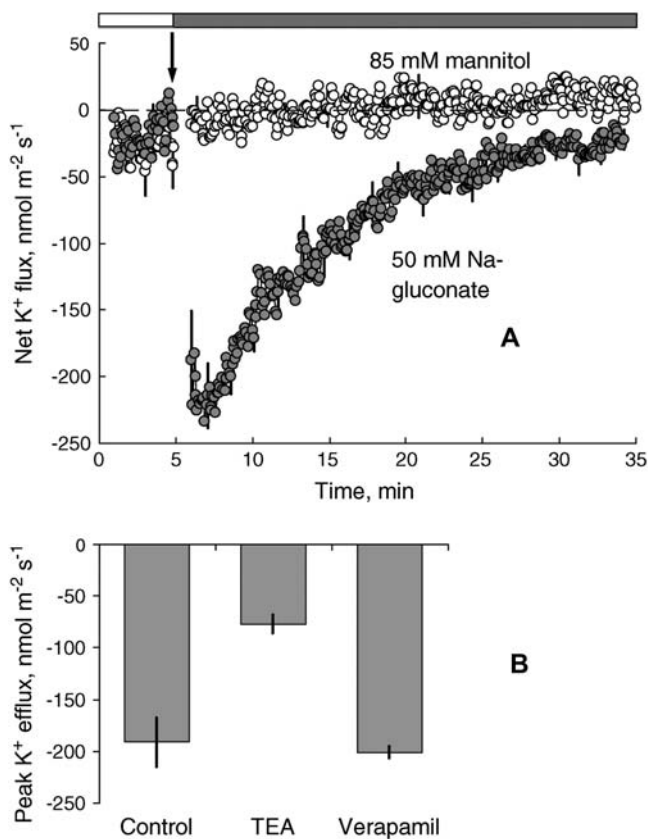 50
0
-50
-100
-150
-200
-250
Net K⁺ flux, nmol m⁻² s⁻¹
85 mM mannitol
50 mM Na-
gluconate
A
0 5 10 15 20 25 30 35
Time, min
0
-50
-100
-150
-200
-250
Peak K⁺ efflux, nmol m⁻² s⁻¹
B
Control TEA Verapamil